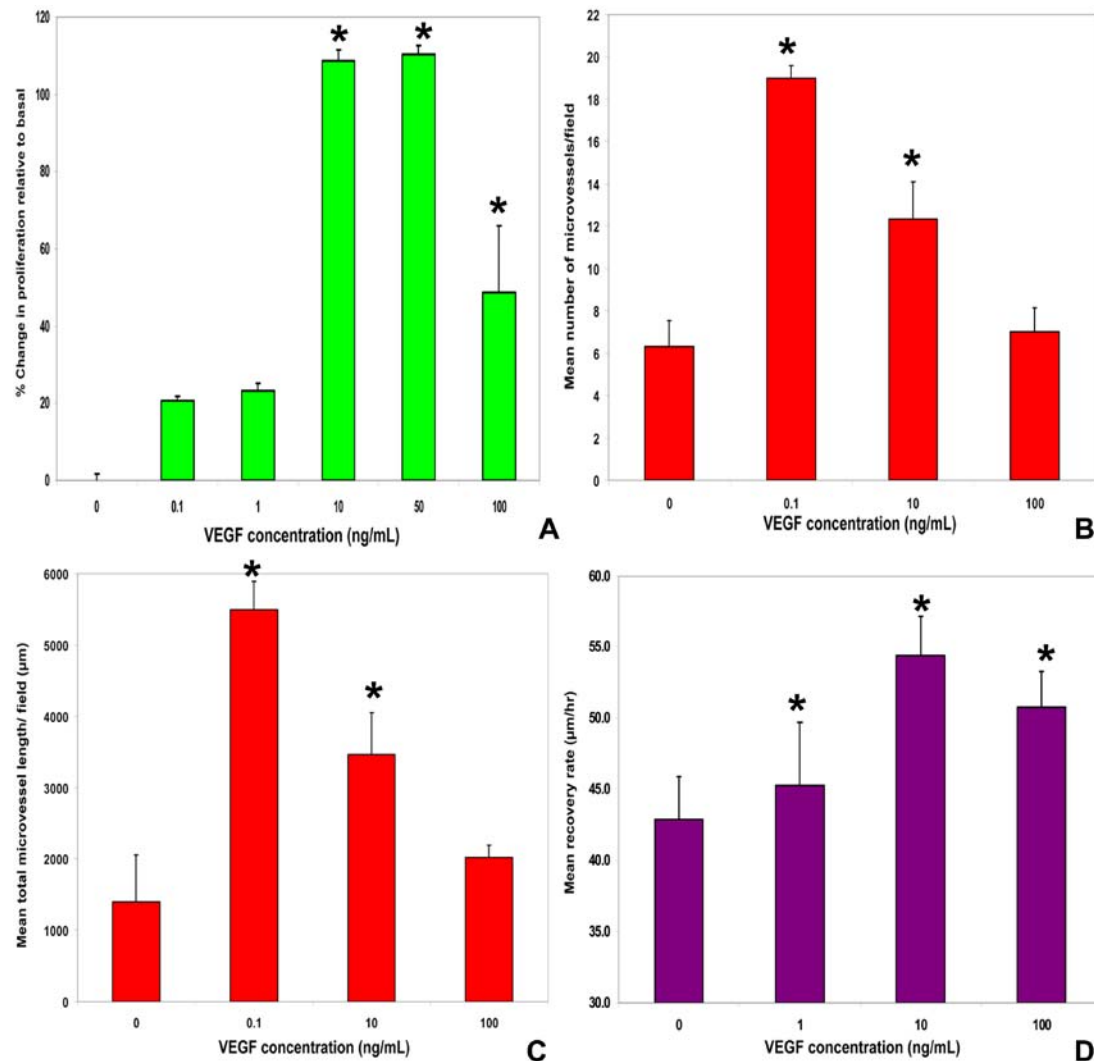 % Change in proliferation relative to basal
120
100
80
60
40
20
0
*
*
*
0 0.1 1 10 50 100
VEGF concentration (ng/mL)
A
Mean number of microvessels/field
22
20
18
16
14
12
10
8
6
4
2
0
*
*
0 0.1 10 100
VEGF concentration (ng/mL)
B
Mean total microvessel length/ field (µm)
6000
5000
4000
3000
2000
1000
0
*
*
0 0.1 10 100
VEGF concentration (ng/mL)
C
Mean recovery rate (µm/hr)
60.0
55.0
50.0
45.0
40.0
35.0
30.0
*
*
*
0 1 10 100
VEGF concentration (ng/mL)
D